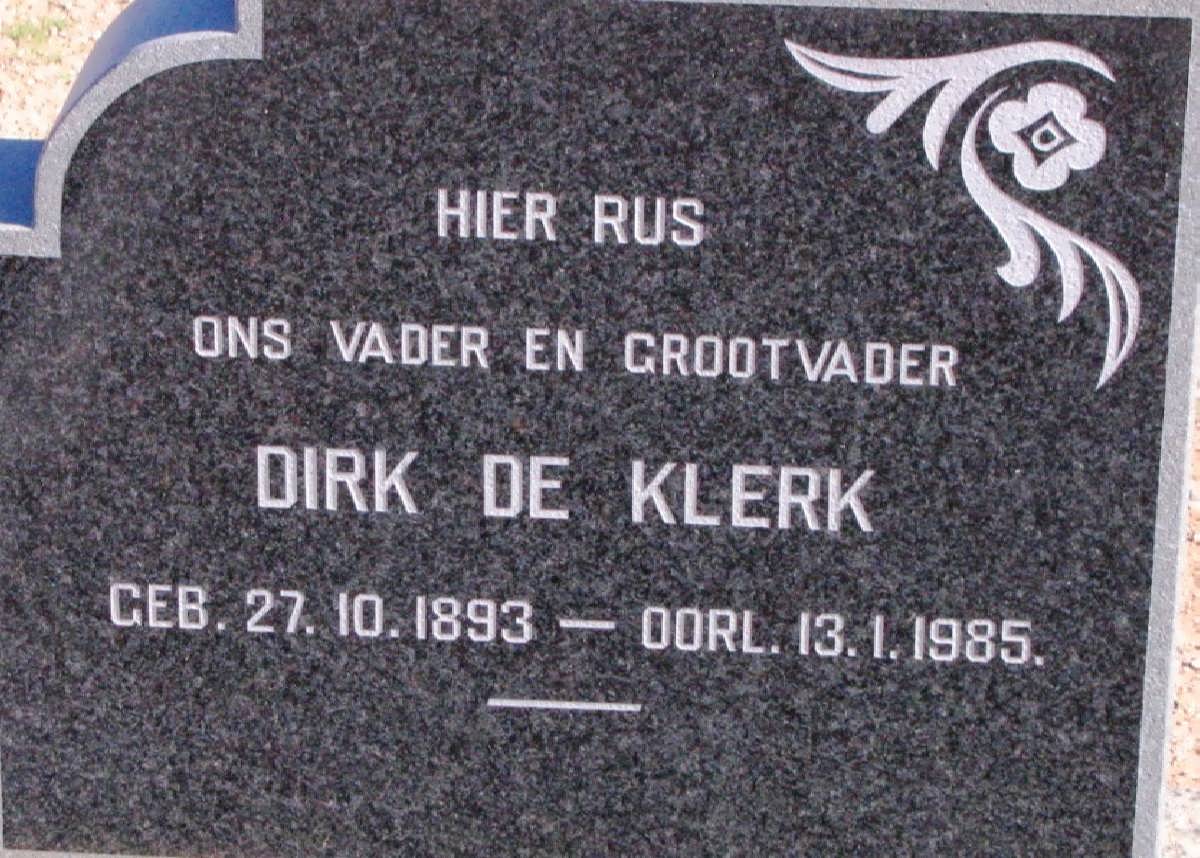 HIER RUS
ONS VADER EN GROOTVADER
DIRK DE KLERK
GEB. 27. 10. 1893 — OORL. 13. 1. 1985.